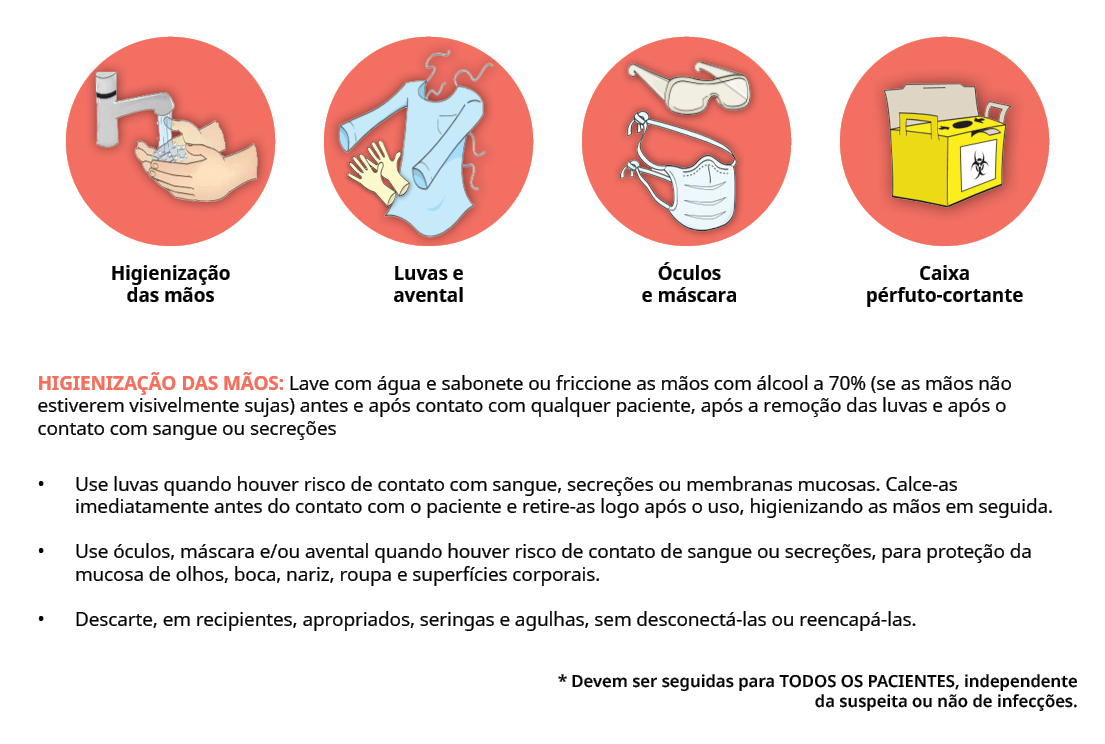 Higienização
das mãos
Luvas e
avental
Óculos
e máscara
Caixa
pérfuto-cortante
HIGIENIZAÇÃO DAS MÃOS: Lave com água e sabonete ou friccione as mãos com álcool a 70% (se as mãos não
estiverem visivelmente sujas) antes e após contato com qualquer paciente, após a remoção das luvas e após o
contato com sangue ou secreções
• Use luvas quando houver risco de contato com sangue, secreções ou membranas mucosas. Calce-as
imediatamente antes do contato com o paciente e retire-as logo após o uso, higienizando as mãos em seguida.
• Use óculos, máscara e/ou avental quando houver risco de contato de sangue ou secreções, para proteção da
mucosa de olhos, boca, nariz, roupa e superfícies corporais.
• Descarte, em recipientes, apropriados, seringas e agulhas, sem desconectá-las ou reencapá-las.
* Devem ser seguidas para TODOS OS PACIENTES, independente
da suspeita ou não de infecções.